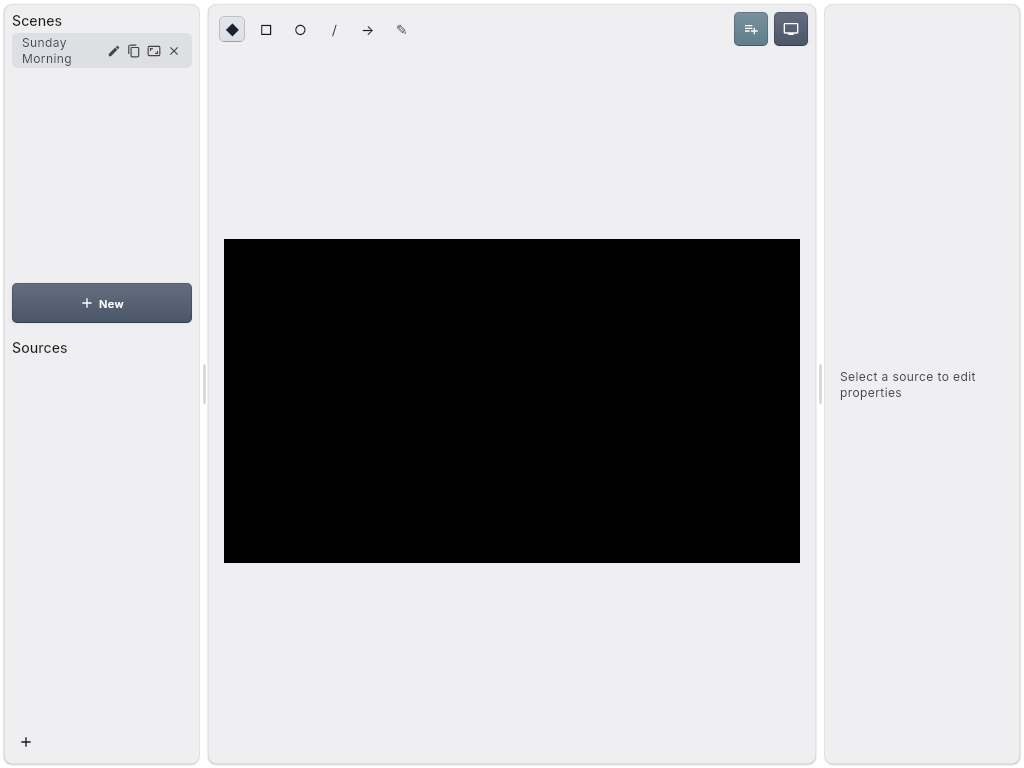 Scenes
Sunday
Morning
New
Sources
Select a source to edit
properties